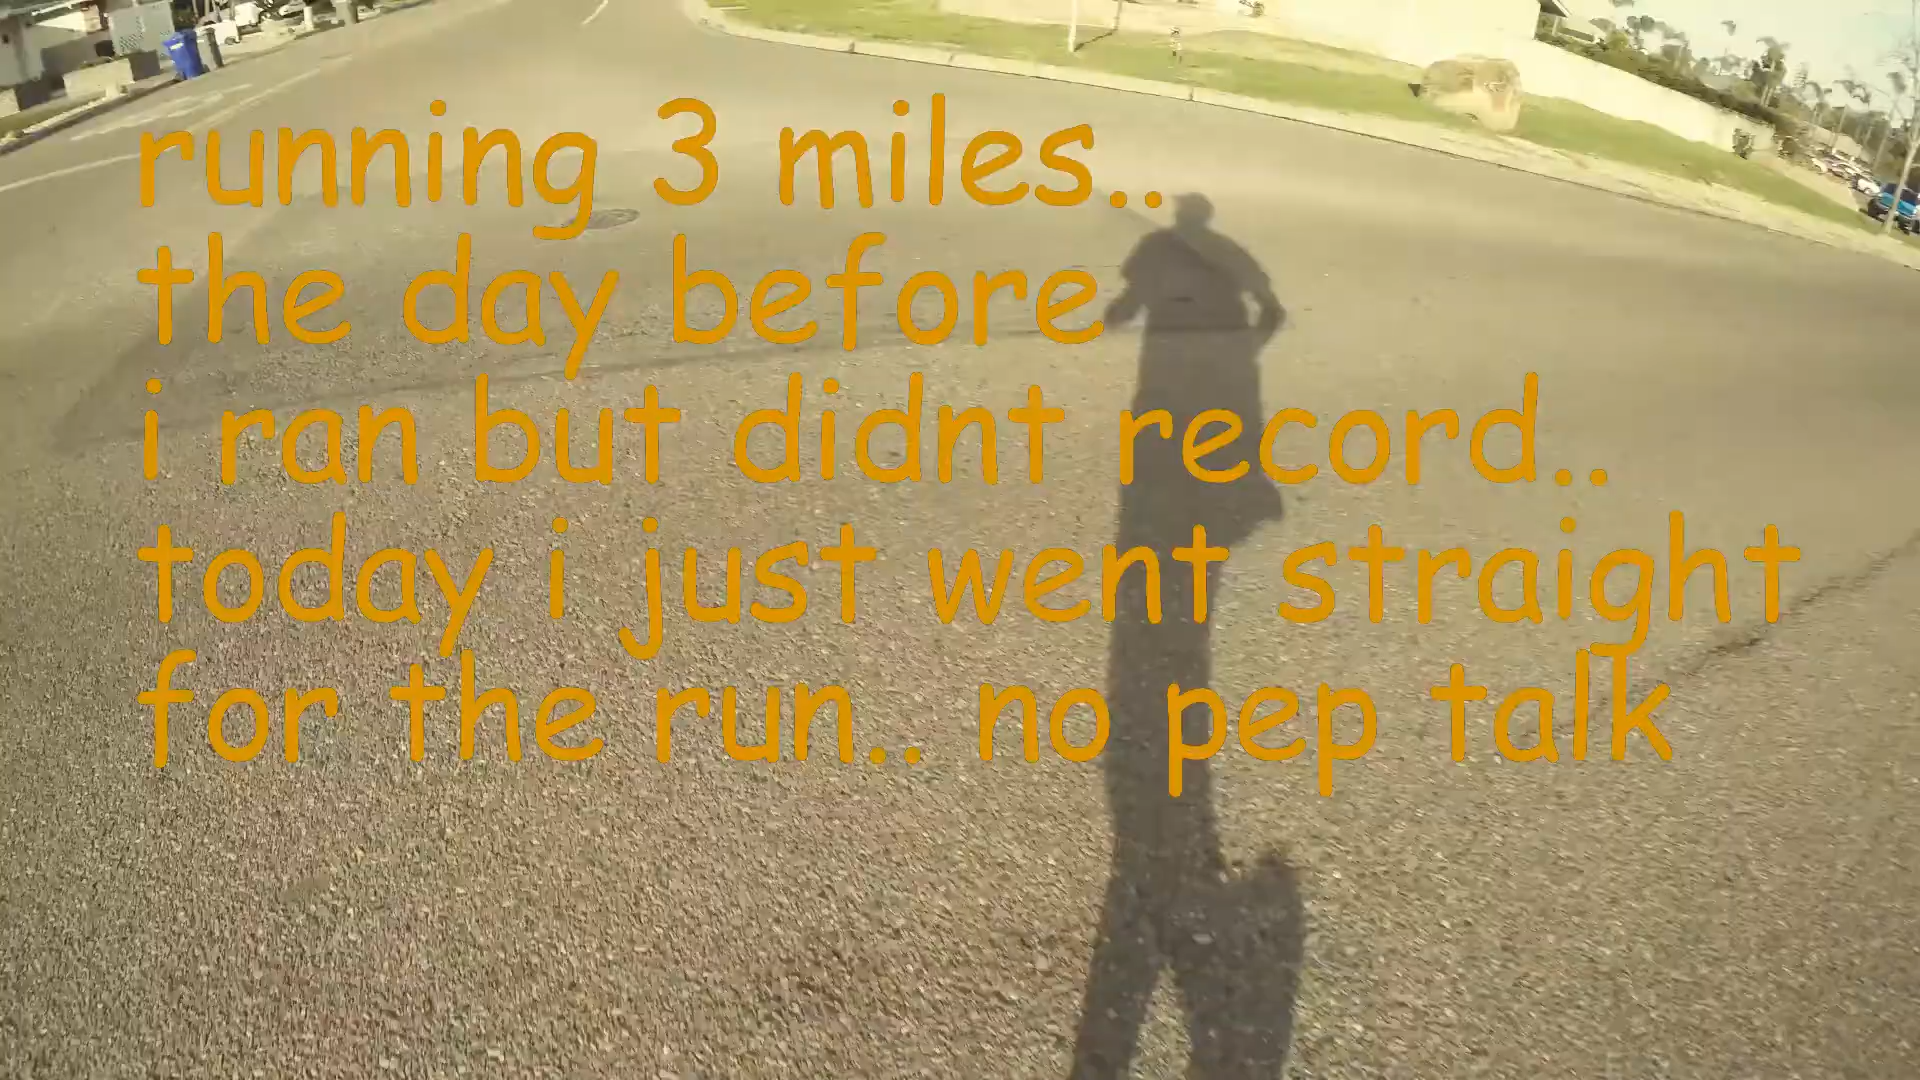 running 3 miles..
the day before
i ran but didnt record..
today i just went straight
for the run.. no pep talk